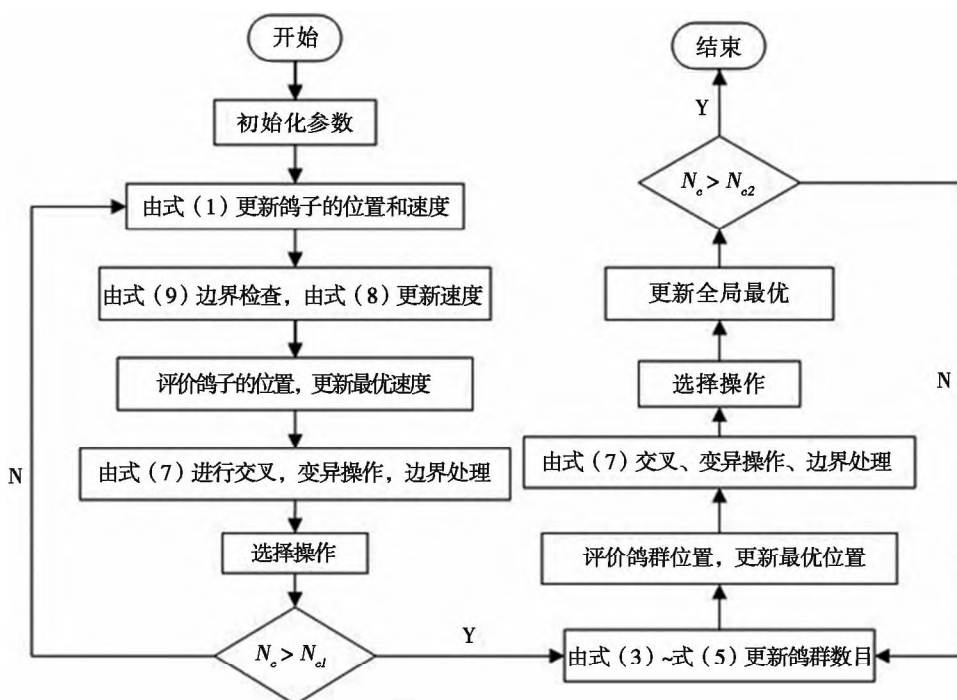 开始
初始化参数
由式（1）更新鸽子的位置和速度
由式（9）边界检查，由式（8）更新速度
评价鸽子的位置，更新最优速度
由式（7）进行交叉，变异操作，边界处理
选择操作
N_c > N_c1
N
Y
由式（3）~式（5）更新鸽群数目
评价鸽群位置，更新最优位置
由式（7）交叉、变异操作、边界处理
选择操作
更新全局最优
N_c > N_c2
N
Y
结束